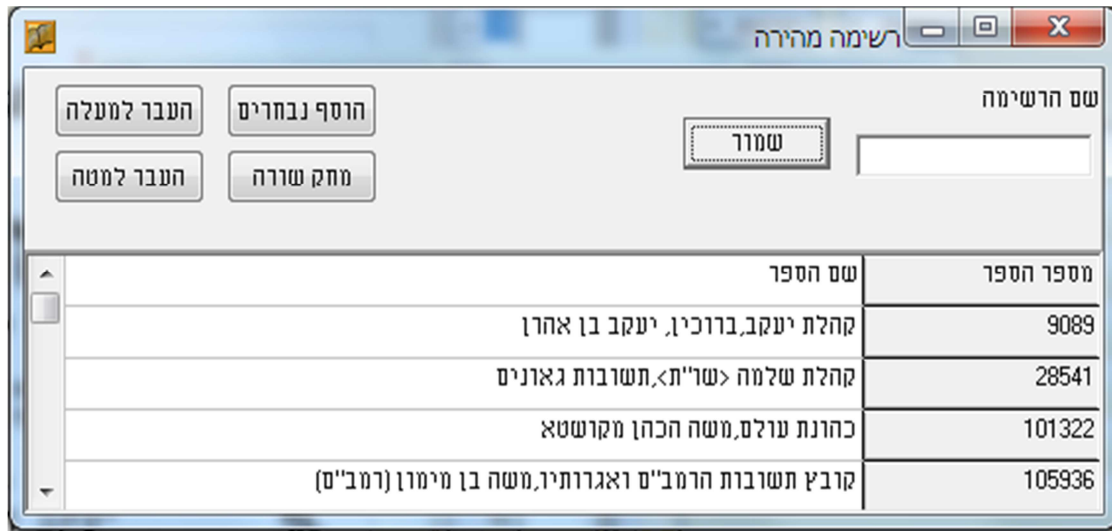 רשימה מהירה
שם הרשימה
שמור
הוסף נבחרים
העבר למעלה
מחק שורה
העבר למטה
מספר הספר שם הספר
9089 קהלת יעקב,ברוכין, יעקב בן אהרן
28541 קהלת שלמה <שו"ת>,תשובות גאונים
101322 כהונת עולם,משה הכהן מקושטא
105936 קובץ תשובות הרמב"ם ואגרותיו,משה בן מימון (רמב"ם)